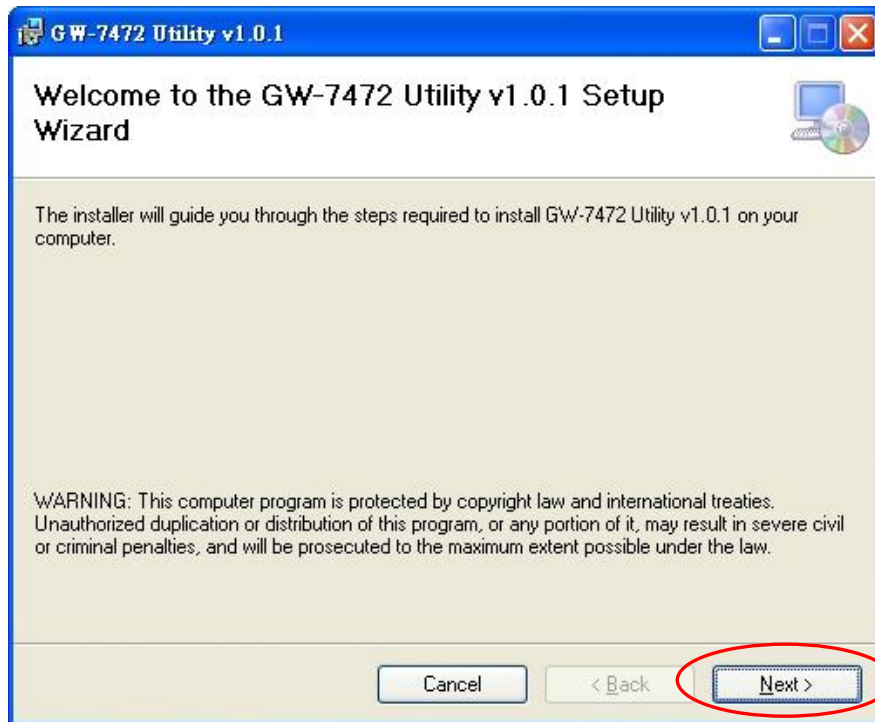 GW-7472 Utility v1.0.1
Welcome to the GW-7472 Utility v1.0.1 Setup
Wizard
The installer will guide you through the steps required to install GW-7472 Utility v1.0.1 on your
computer.
WARNING: This computer program is protected by copyright law and international treaties.
Unauthorized duplication or distribution of this program, or any portion of it, may result in severe civil
or criminal penalties, and will be prosecuted to the maximum extent possible under the law.
Cancel < Back Next >